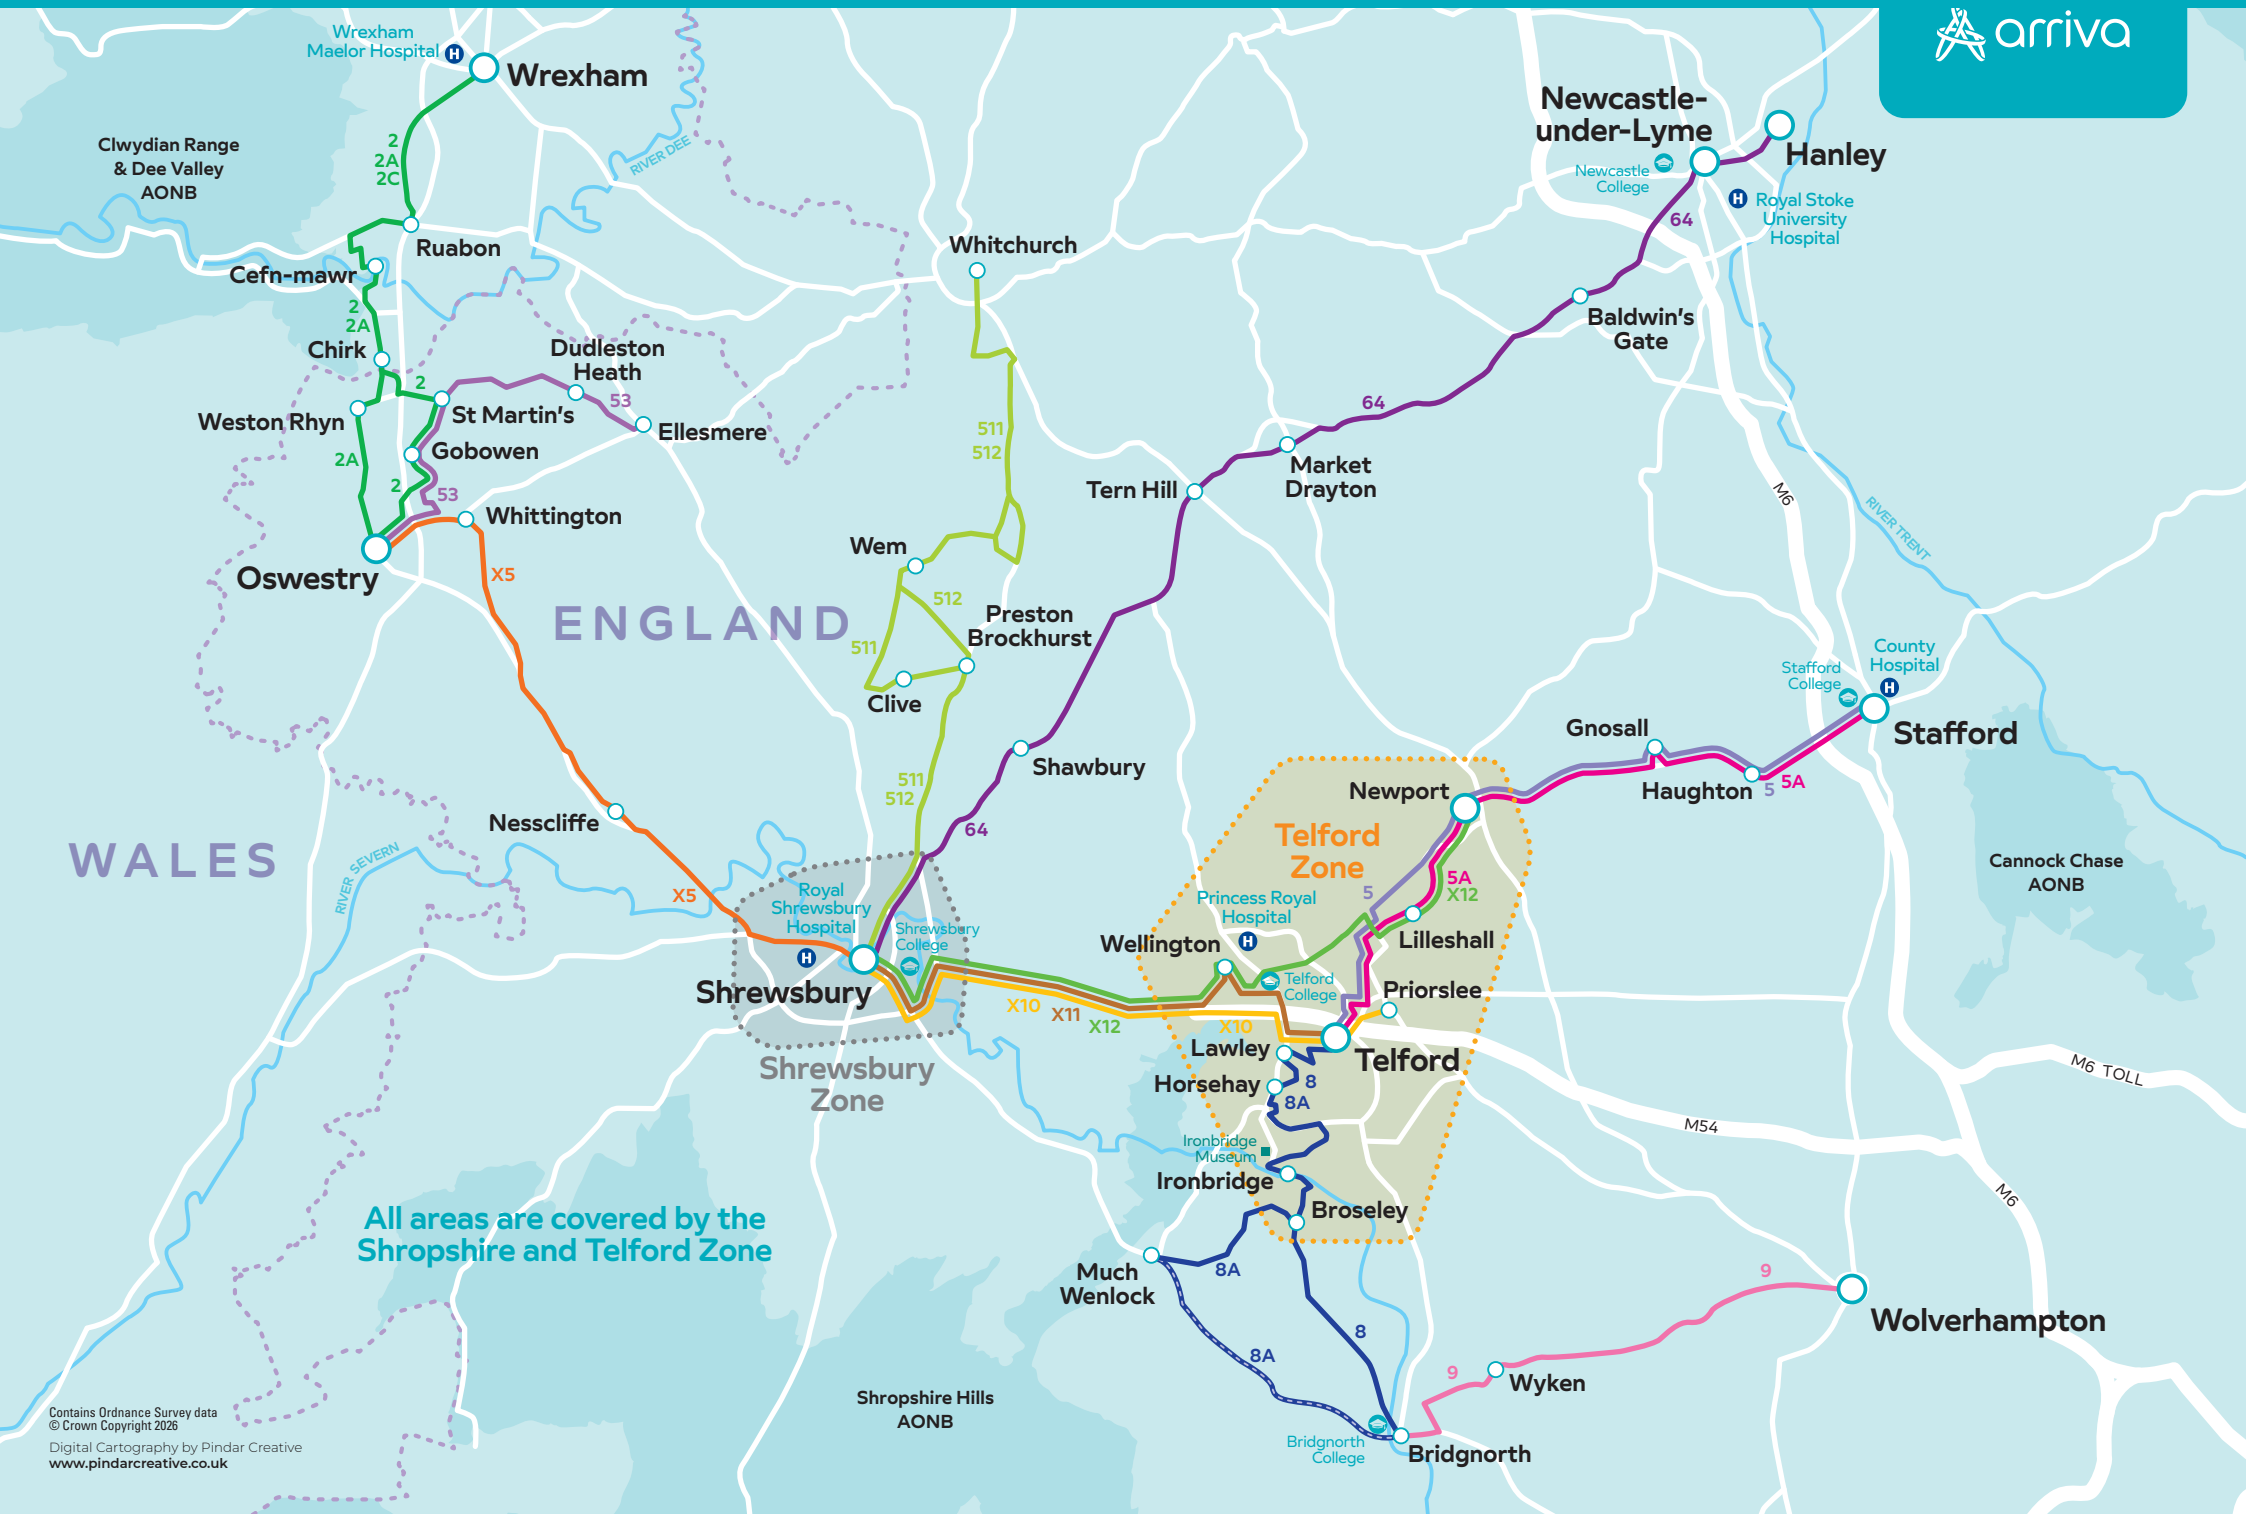 arriva
Wrexham
Maelor Hospital
H
Wrexham
Newcastle-
under-Lyme
Hanley
Newcastle
College
H
Royal Stoke
University
Hospital
64
Clwydian Range
& Dee Valley
AONB
2
2A
2C
RIVER DEE
Ruabon
Cefn-mawr
Whitchurch
2
2A
Chirk
Baldwin's
Gate
Dudleston
Heath
2
53
St Martin's
Weston Rhyn
Ellesmere
Gobowen
2A
2
53
Whittington
Oswestry
X5
511
512
64
Market
Drayton
Tern Hill
M6
RIVER TRENT
Wem
512
Preston
Brockhurst
511
Clive
ENGLAND
County
Hospital
H
Stafford
College
Stafford
Gnosall
Haughton
5
5A
Shawbury
511
512
64
Nesscliffe
X5
WALES
RIVER SEVERN
Newport
Telford
Zone
5
5A
X12
Cannock Chase
AONB
Royal
Shrewsbury
Hospital
H
Shrewsbury
College
Princess Royal
Hospital
H
Wellington
Lilleshall
Telford
College
Priorslee
Shrewsbury
X10
X11
X12
X10
Lawley
Telford
Shrewsbury
Zone
Horsehay
8
8A
M6 TOLL
M54
Ironbridge
Museum
Ironbridge
Broseley
M6
All areas are covered by the
Shropshire and Telford Zone
Much
Wenlock
8A
8
8A
9
Wolverhampton
9
Wyken
Shropshire Hills
AONB
Bridgnorth
College
Bridgnorth
Contains Ordnance Survey data
© Crown Copyright 2026
Digital Cartography by Pindar Creative
www.pindarcreative.co.uk